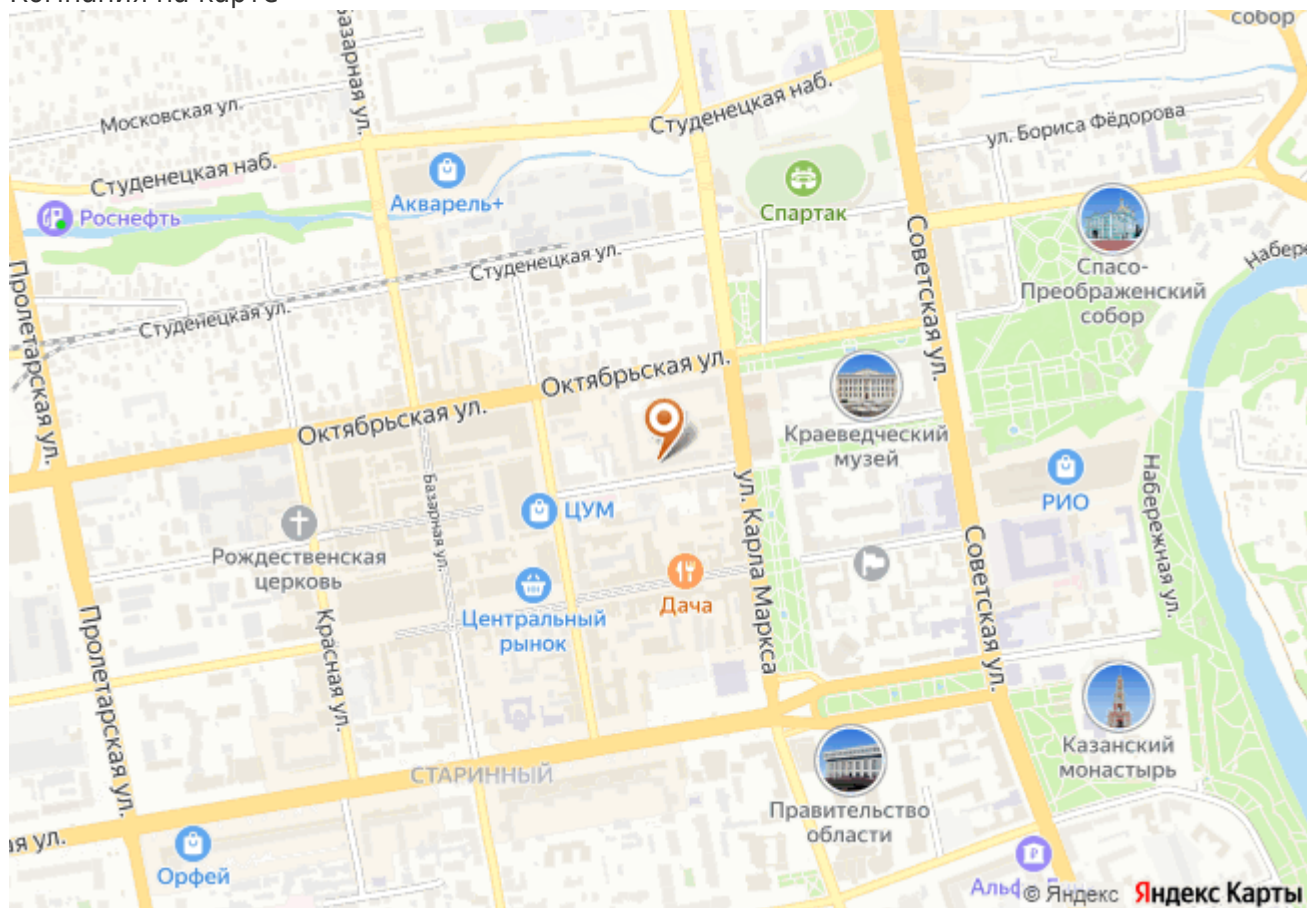 Компания на карте
собор
Базарная ул.
Московская ул.
Студенецкая наб.
ул. Бориса Фёдорова
Студенецкая наб.
Акварель+
Роснефть
Спартак
Советская ул.
Спасо-
Преображенский
собор
Студенецкая ул.
Пролетарская ул.
Студенецкая ул.
Октябрьская ул.
Октябрьская ул.
Краеведческий
музей
ул. Карла Маркса
РИО
Набережная ул.
Базарная ул.
ЦУМ
Рождественская
церковь
Советская ул.
Дача
Центральный
рынок
Пролетарская ул.
Красная ул.
Казанский
монастырь
СТАРИННЫЙ
Правительство
области
ул.
Орфей
© Яндекс Яндекс Карты